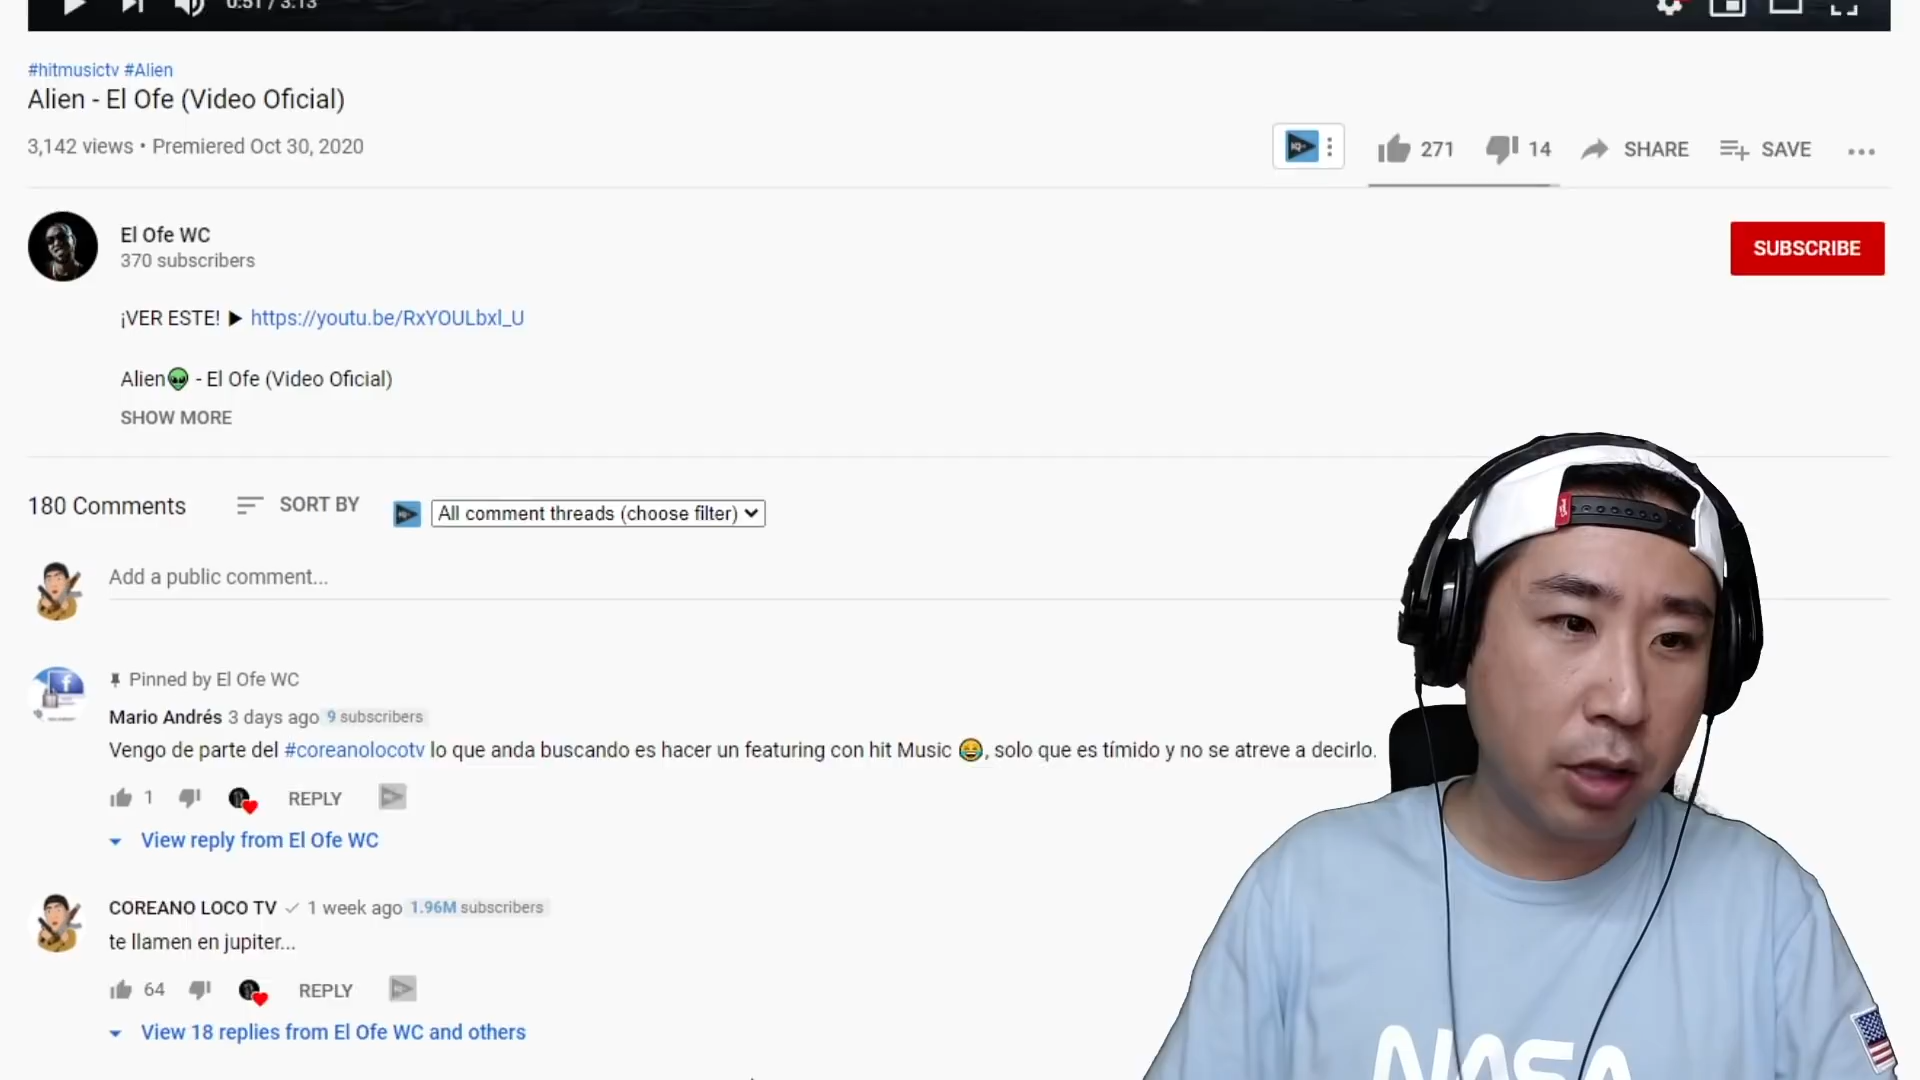 0:51 / 3:13
#hitmusictv #Alien
Alien - El Ofe (Video Oficial)
3,142 views • Premiered Oct 30, 2020
271
14
SHARE
SAVE
El Ofe WC
370 subscribers
SUBSCRIBE
¡VER ESTE! ► https://youtu.be/RxYOULbxl_U
Alien👽 - El Ofe (Video Oficial)
SHOW MORE
180 Comments
SORT BY
All comment threads (choose filter)
Add a public comment...
Pinned by El Ofe WC
Mario Andrés 3 days ago 9 subscribers
Vengo de parte del #coreanolocotv lo que anda buscando es hacer un featuring con hit Music 😂, solo que es tímido y no se atreve a decirlo.
1
REPLY
View reply from El Ofe WC
COREANO LOCO TV ✓ 1 week ago 1.96M subscribers
te llamen en jupiter...
64
REPLY
View 18 replies from El Ofe WC and others
NASA